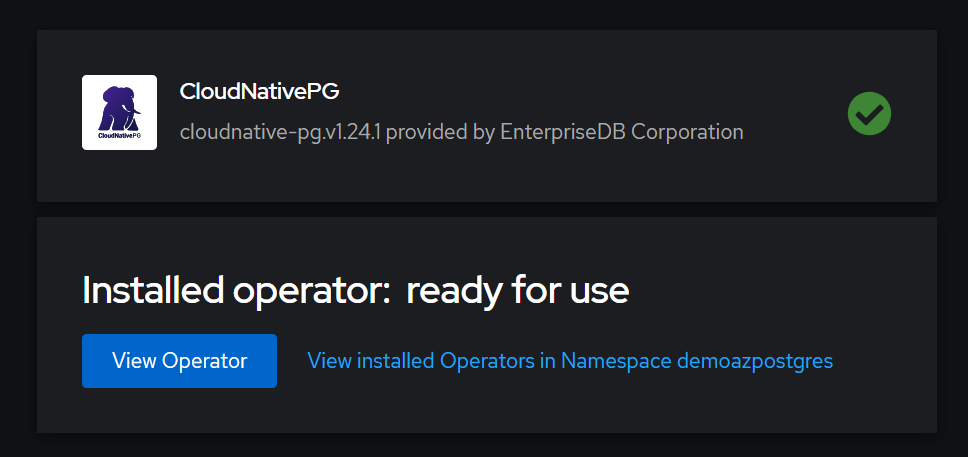 CloudNativePG
CloudNativePG
cloudnative-pg.v1.24.1 provided by EnterpriseDB Corporation
Installed operator: ready for use
View Operator
View installed Operators in Namespace demoazpostgres